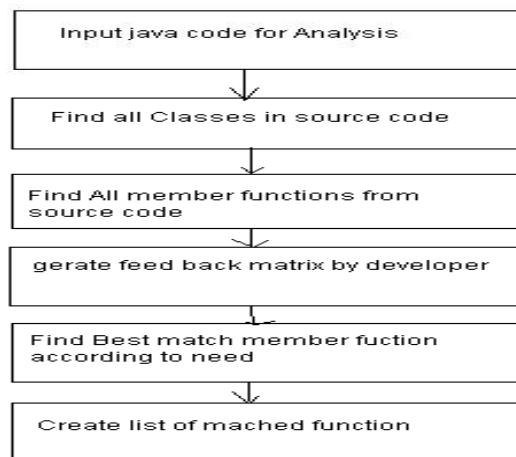 Input java code for Analysis
Find all Classes in source code
Find All member functions from
source code
gerate feed back matrix by developer
Find Best match member fuction
according to need
Create list of mached function